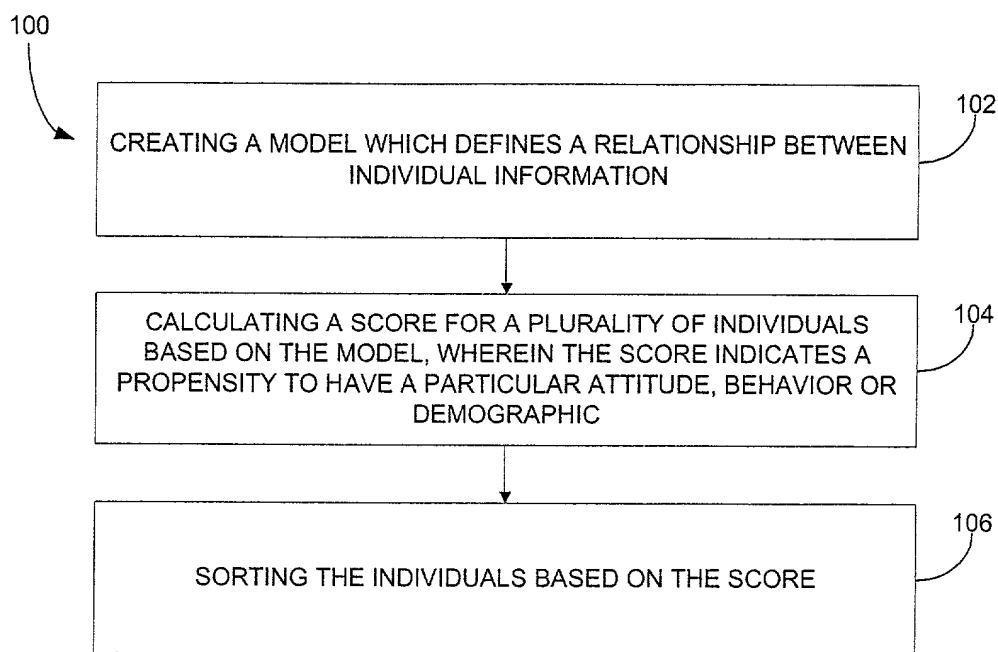 100
102
CREATING A MODEL WHICH DEFINES A RELATIONSHIP BETWEEN
INDIVIDUAL INFORMATION
104
CALCULATING A SCORE FOR A PLURALITY OF INDIVIDUALS
BASED ON THE MODEL, WHEREIN THE SCORE INDICATES A
PROPENSITY TO HAVE A PARTICULAR ATTITUDE, BEHAVIOR OR
DEMOGRAPHIC
106
SORTING THE INDIVIDUALS BASED ON THE SCORE